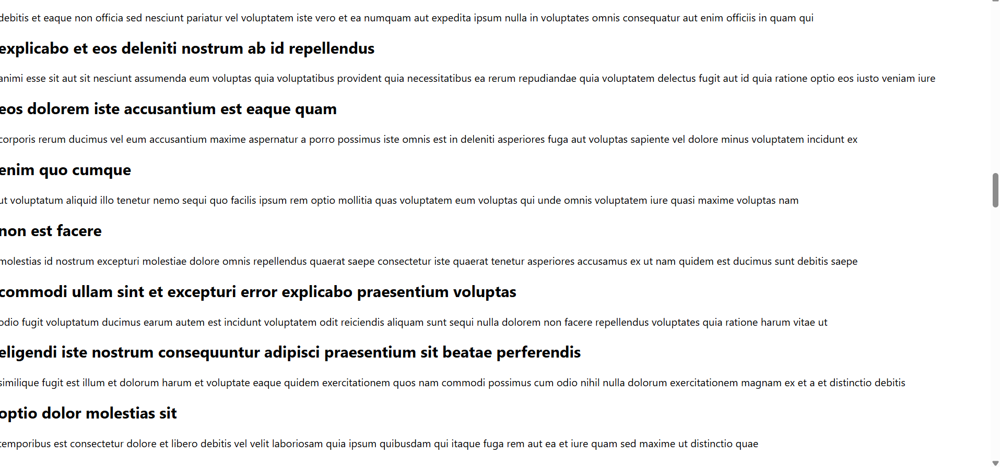 debitis et eaque non officia sed nesciunt pariatur vel voluptatem iste vero et ea numquam aut expedita ipsum nulla in voluptates omnis consequatur aut enim officiis in quam qui
explicabo et eos deleniti nostrum ab id repellendus
animi esse sit aut sit nesciunt assumenda eum voluptas quia voluptatibus provident quia necessitatibus ea rerum repudiandae quia voluptatem delectus fugit aut id quia ratione optio eos iusto veniam iure
eos dolorem iste accusantium est eaque quam
corporis rerum ducimus vel eum accusantium maxime aspernatur a porro possimus iste omnis est in deleniti asperiores fuga aut voluptas sapiente vel dolore minus voluptatem incidunt ex
enim quo cumque
ut voluptatum aliquid illo tenetur nemo sequi quo facilis ipsum rem optio mollitia quas voluptatem eum voluptas qui unde omnis voluptatem iure quasi maxime voluptas nam
non est facere
molestias id nostrum excepturi molestiae dolore omnis repellendus quaerat saepe consectetur iste quaerat tenetur asperiores accusamus ex ut nam quidem est ducimus sunt debitis saepe
commodi ullam sint et excepturi error explicabo praesentium voluptas
odio fugit voluptatum ducimus earum autem est incidunt voluptatem odit reiciendis aliquam sunt sequi nulla dolorem non facere repellendus voluptates quia ratione harum vitae ut
eligendi iste nostrum consequuntur adipisci praesentium sit beatae perferendis
similique fugit est illum et dolorum harum et voluptate eaque quidem exercitationem quos nam commodi possimus cum odio nihil nulla dolorum exercitationem magnam ex et a et distinctio debitis
optio dolor molestias sit
temporibus est consectetur dolore et libero debitis vel velit laboriosam quia ipsum quibusdam qui itaque fuga rem aut ea et iure quam sed maxime ut distinctio quae